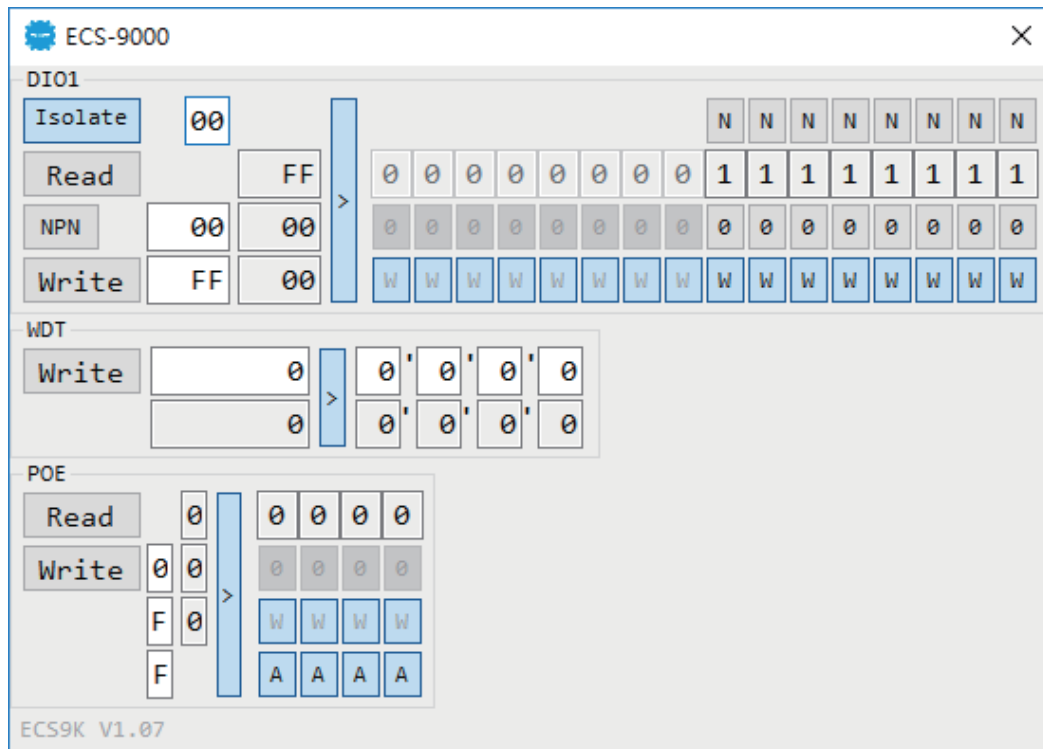 ECS-9000
DIO1
Isolate 00 N N N N N N N N
Read FF 0 0 0 0 0 0 0 0 1 1 1 1 1 1 1 1
>
NPN 00 00 0 0 0 0 0 0 0 0 0 0 0 0 0 0 0 0
Write FF 00 W W W W W W W W W W W W W W W W
WDT
Write 0 0 ' 0 ' 0 ' 0
>
0 0 ' 0 ' 0 ' 0
POE
Read 0 0 0 0 0
Write 0 0 0 0 0 0
>
F 0 W W W W
F A A A A
ECS9K V1.07